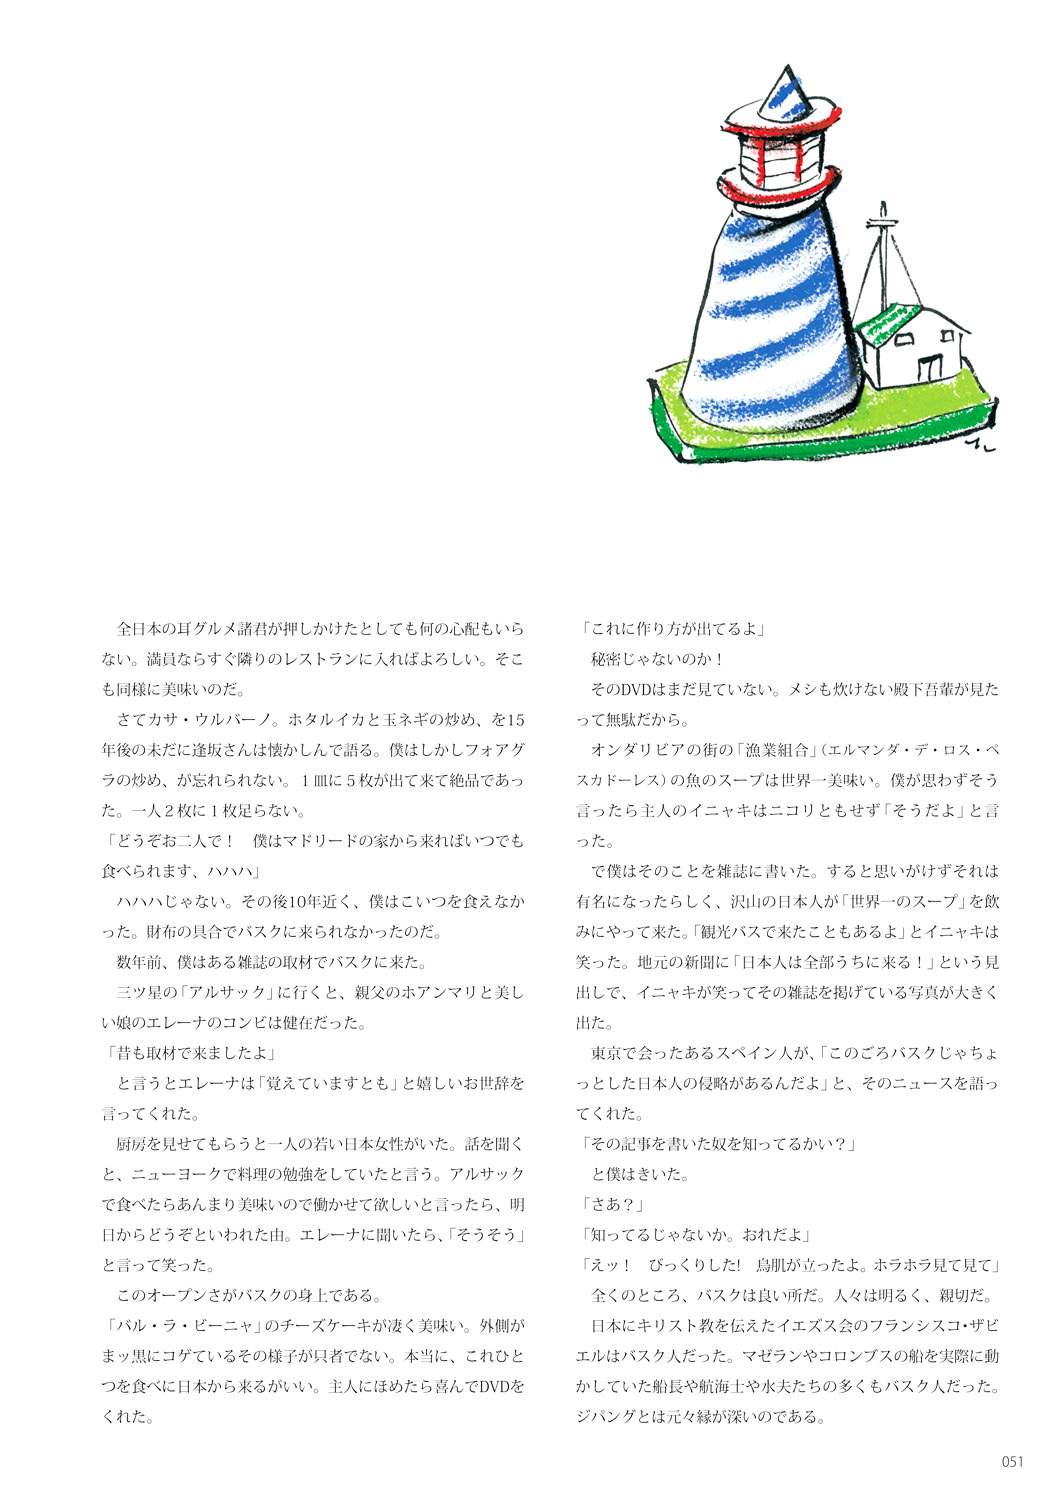 全日本の耳グルメ諸君が押しかけたとしても何の心配もいら
ない。満員ならすぐ隣りのレストランに入ればよろしい。そこ
も同様に美味いのだ。
さてカサ・ウルバーノ。ホタルイカと玉ネギの炒め、を15
年後の未だに逢坂さんは懐かしんで語る。僕はしかしフォアグ
ラの炒め、が忘れられない。1皿に5枚が出て来て絶品であっ
た。一人2枚に1枚足らない。
「どうぞお二人で！　僕はマドリードの家から来ればいつでも
食べられます、ハハハ」
ハハハじゃない。その後10年近く、僕はこいつを食えなか
った。財布の具合でバスクに来られなかったのだ。
数年前、僕はある雑誌の取材でバスクに来た。
三ツ星の「アルサック」に行くと、親父のホアンマリと美し
い娘のエレーナのコンビは健在だった。
「昔も取材で来ましたよ」
と言うとエレーナは「覚えていますとも」と嬉しいお世辞を
言ってくれた。
厨房を見せてもらうと一人の若い日本女性がいた。話を聞く
と、ニューヨークで料理の勉強をしていたと言う。アルサック
で食べたらあんまり美味いので働かせて欲しいと言ったら、明
日からどうぞといわれた由。エレーナに聞いたら、「そうそう」
と言って笑った。
このオープンさがバスクの身上である。
「バル・ラ・ビーニャ」のチーズケーキが凄く美味い。外側が
まッ黒にコゲているその様子が只者でない。本当に、これひと
つを食べに日本から来るがいい。主人にほめたら喜んでDVDを
くれた。
「これに作り方が出てるよ」
秘密じゃないのか！
そのDVDはまだ見ていない。メシも炊けない殿下吾輩が見た
って無駄だから。
オンダリビアの街の「漁業組合」（エルマンダ・デ・ロス・ペ
スカドーレス）の魚のスープは世界一美味い。僕が思わずそう
言ったら主人のイニャキはニコリともせず「そうだよ」と言
った。
で僕はそのことを雑誌に書いた。すると思いがけずそれは
有名になったらしく、沢山の日本人が「世界一のスープ」を飲
みにやって来た。「観光バスで来たこともあるよ」とイニャキは
笑った。地元の新聞に「日本人は全部うちに来る！」という見
出しで、イニャキが笑ってその雑誌を掲げている写真が大きく
出た。
東京で会ったあるスペイン人が、「このごろバスクじゃちょ
っとした日本人の侵略があるんだよ」と、そのニュースを語っ
てくれた。
「その記事を書いた奴を知ってるかい？」
と僕はきいた。
「さあ？」
「知ってるじゃないか。おれだよ」
「えッ！　びっくりした!　鳥肌が立ったよ。ホラホラ見て見て」
全くのところ、バスクは良い所だ。人々は明るく、親切だ。
日本にキリスト教を伝えたイエズス会のフランシスコ・ザビ
エルはバスク人だった。マゼランやコロンブスの船を実際に動
かしていた船長や航海士や水夫たちの多くもバスク人だった。
ジパングとは元々縁が深いのである。
051